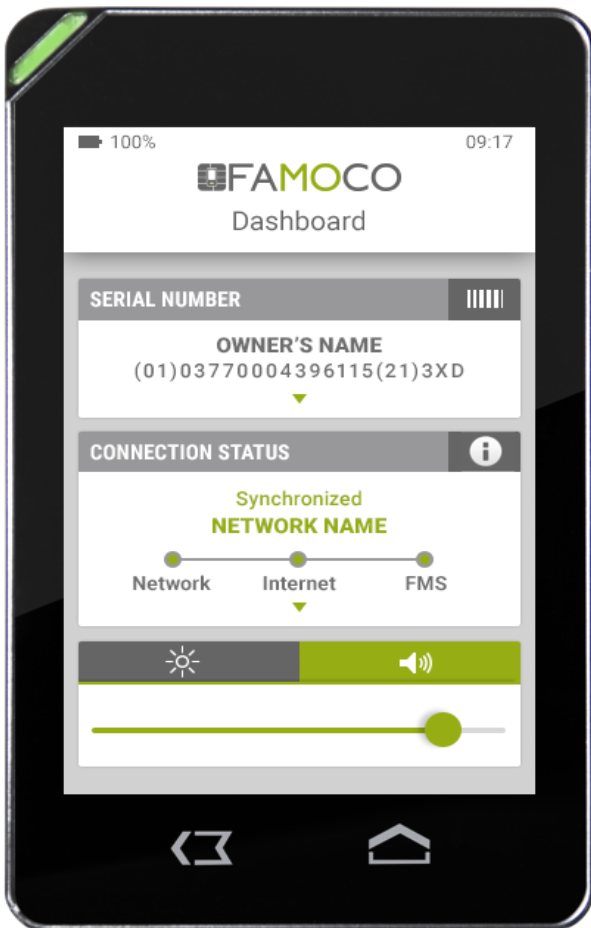 100% 09:17
FAMOCO
Dashboard
SERIAL NUMBER
OWNER'S NAME
(01)03770004396115(21)3XD
CONNECTION STATUS
Synchronized
NETWORK NAME
Network Internet FMS